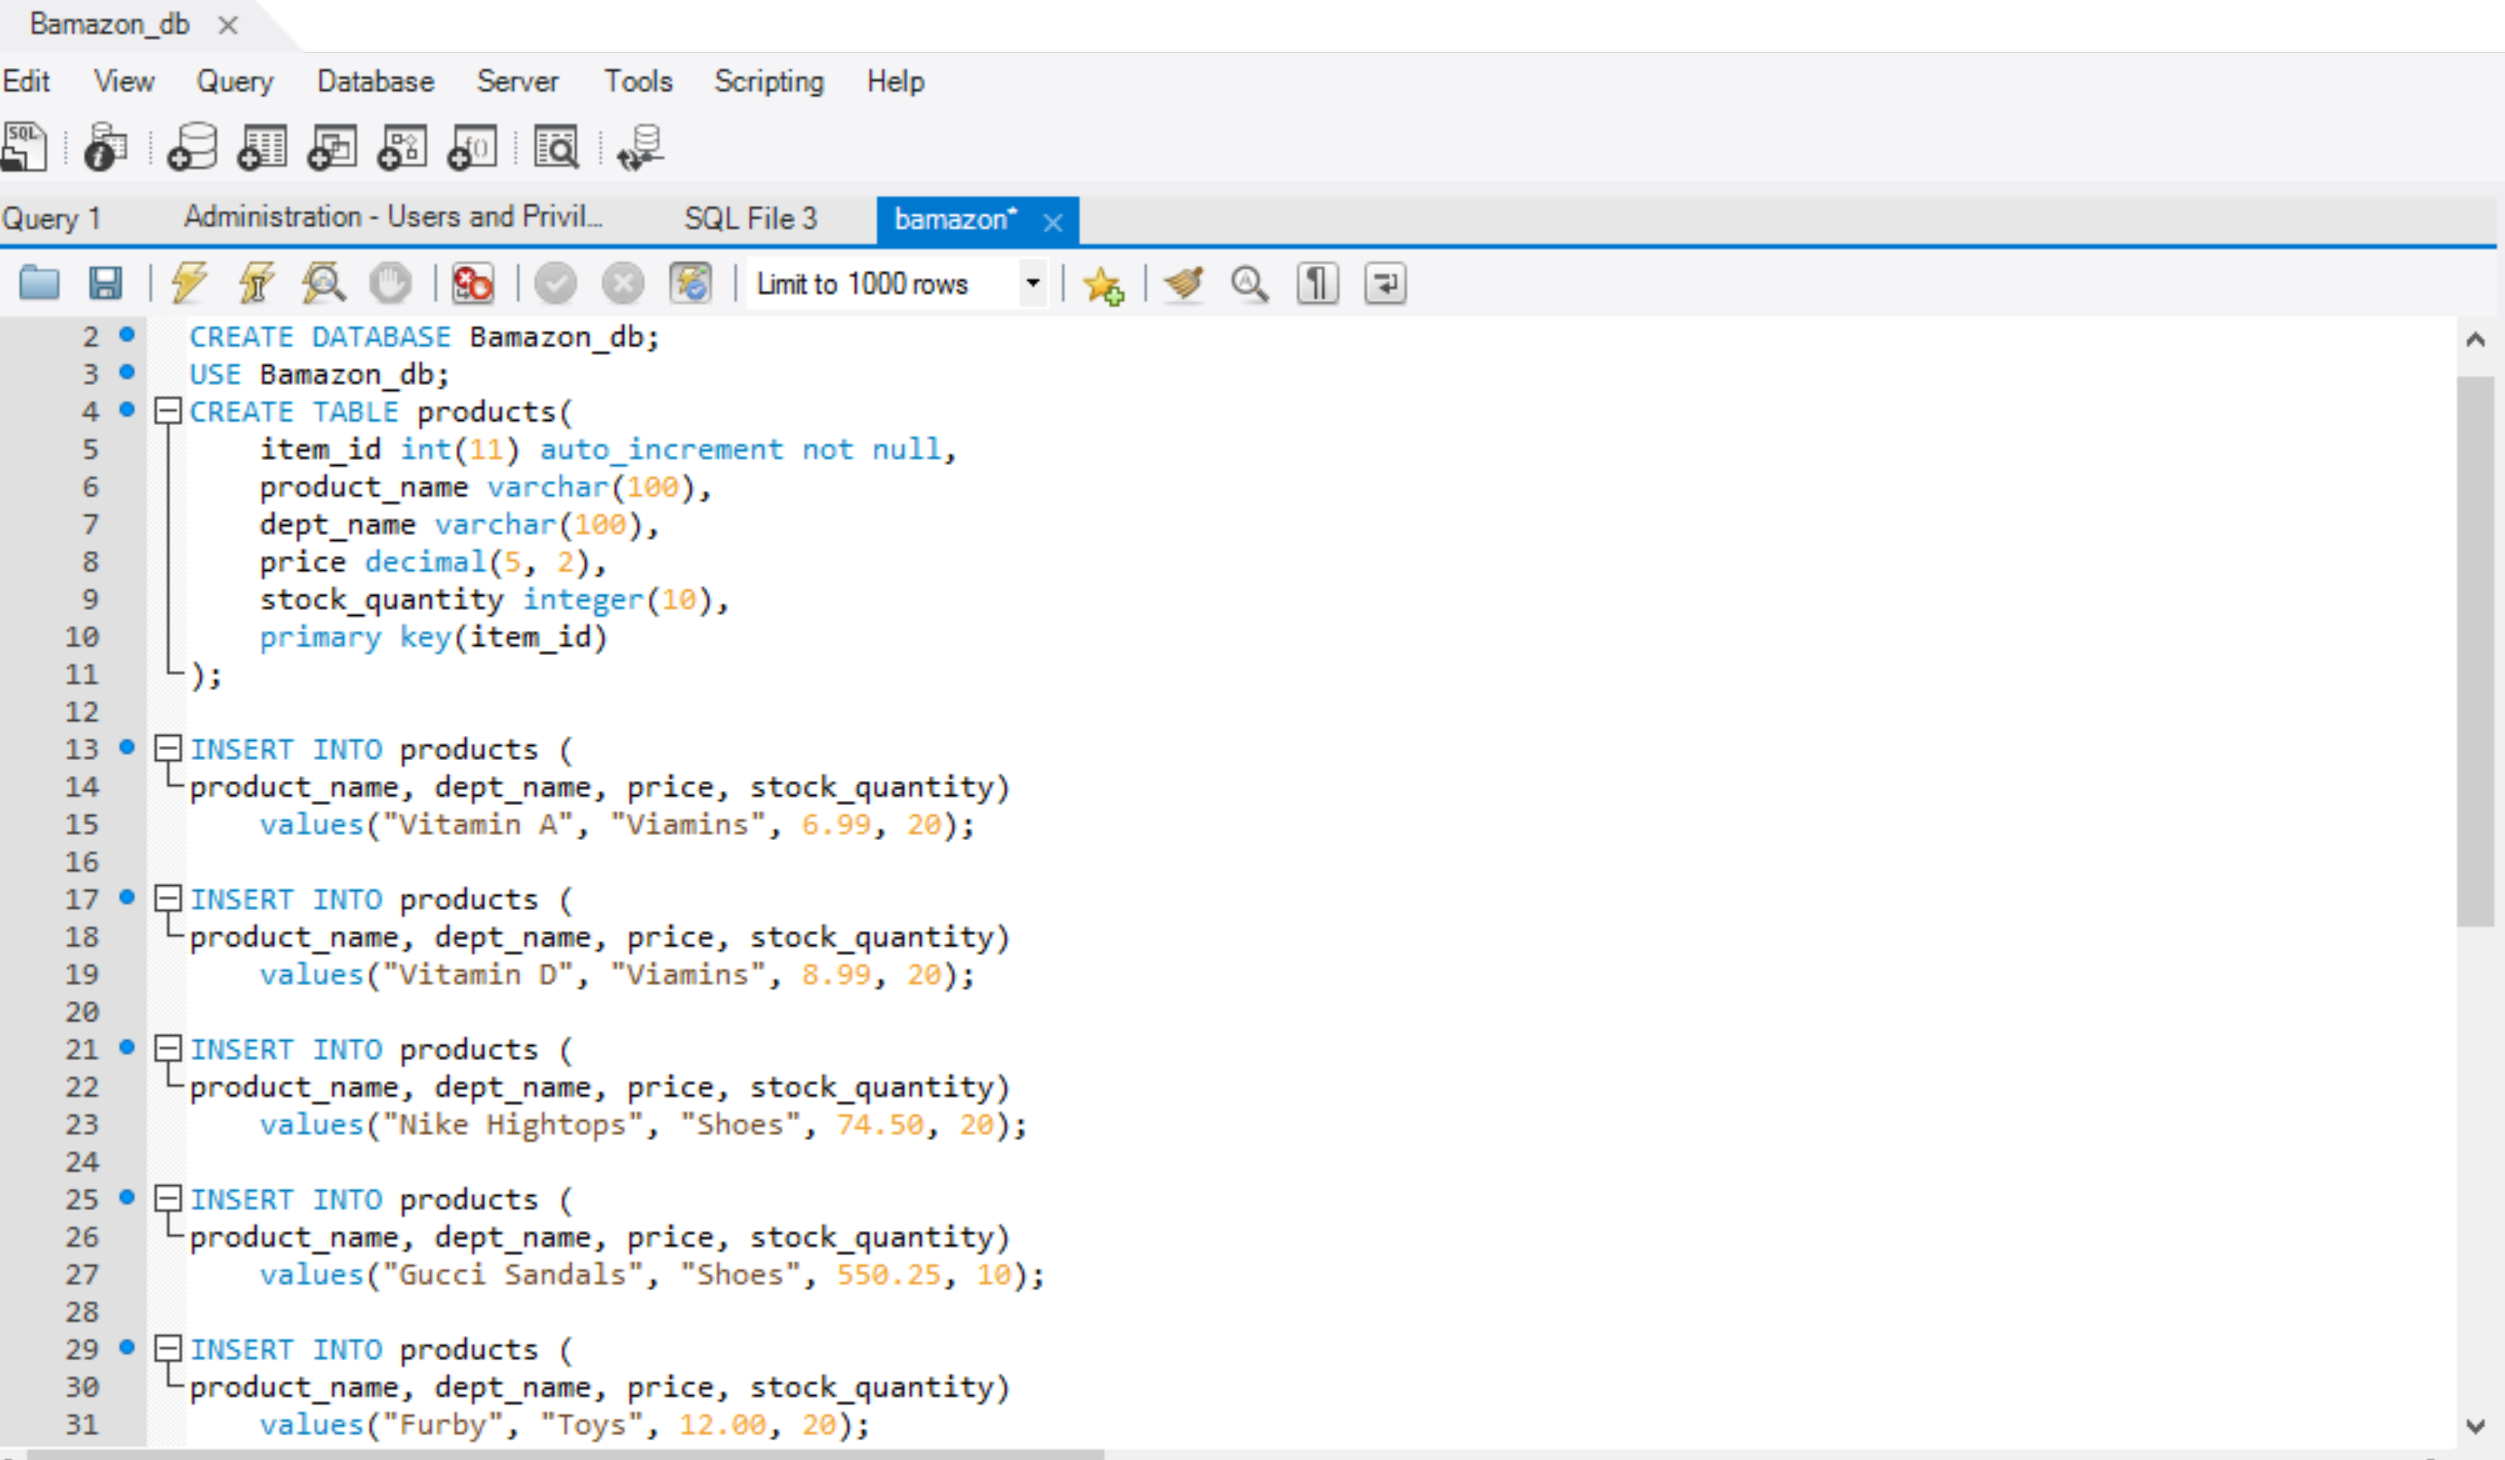 Bamazon_db
Edit View Query Database Server Tools Scripting Help
SQL
f()
Query 1 Administration - Users and Privil... SQL File 3 bamazon*
Limit to 1000 rows
2 CREATE DATABASE Bamazon_db;
3 USE Bamazon_db;
4 CREATE TABLE products(
5 item_id int(11) auto_increment not null,
6 product_name varchar(100),
7 dept_name varchar(100),
8 price decimal(5, 2),
9 stock_quantity integer(10),
10 primary key(item_id)
11 );
12
13 INSERT INTO products (
14 product_name, dept_name, price, stock_quantity)
15 values("Vitamin A", "Viamins", 6.99, 20);
16
17 INSERT INTO products (
18 product_name, dept_name, price, stock_quantity)
19 values("Vitamin D", "Viamins", 8.99, 20);
20
21 INSERT INTO products (
22 product_name, dept_name, price, stock_quantity)
23 values("Nike Hightops", "Shoes", 74.50, 20);
24
25 INSERT INTO products (
26 product_name, dept_name, price, stock_quantity)
27 values("Gucci Sandals", "Shoes", 550.25, 10);
28
29 INSERT INTO products (
30 product_name, dept_name, price, stock_quantity)
31 values("Furby", "Toys", 12.00, 20);